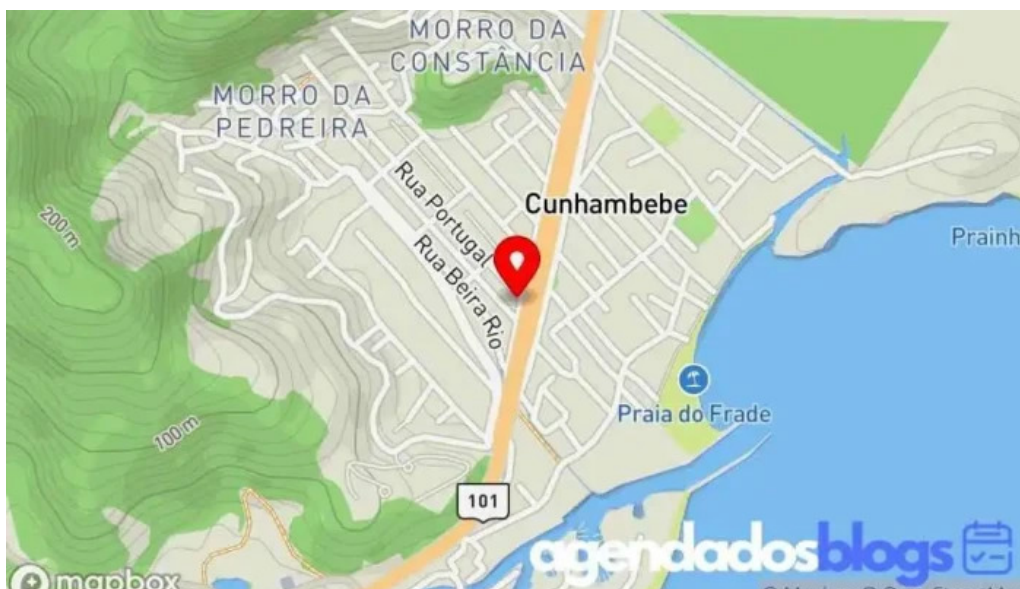 MORRO DA
CONSTÂNCIA
MORRO DA
PEDREIRA
Rua Portugal
Cunhambebe
Rua Beira Rio
Prainh
200 m
Praia do Frade
100 m
101
agendadosblogs
mapbox